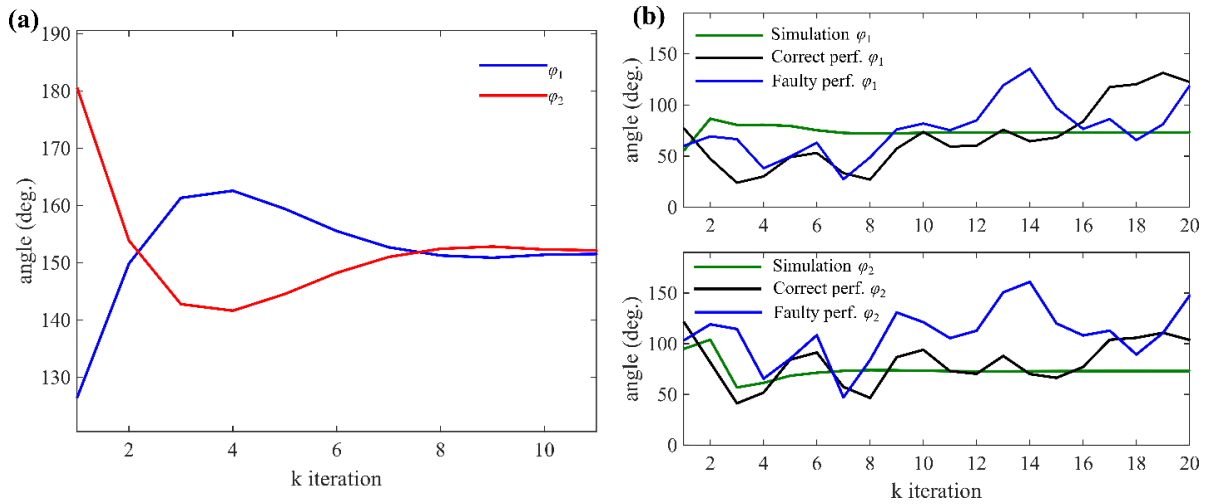 (a)
190
180
170
160
150
140
130
angle (deg.)
φ1
φ2
2 4 6 8 10
k iteration
(b)
150
100
50
0
angle (deg.)
Simulation φ1
Correct perf. φ1
Faulty perf. φ1
2 4 6 8 10 12 14 16 18 20
150
100
50
0
angle (deg.)
Simulation φ2
Correct perf. φ2
Faulty perf. φ2
2 4 6 8 10 12 14 16 18 20
k iteration